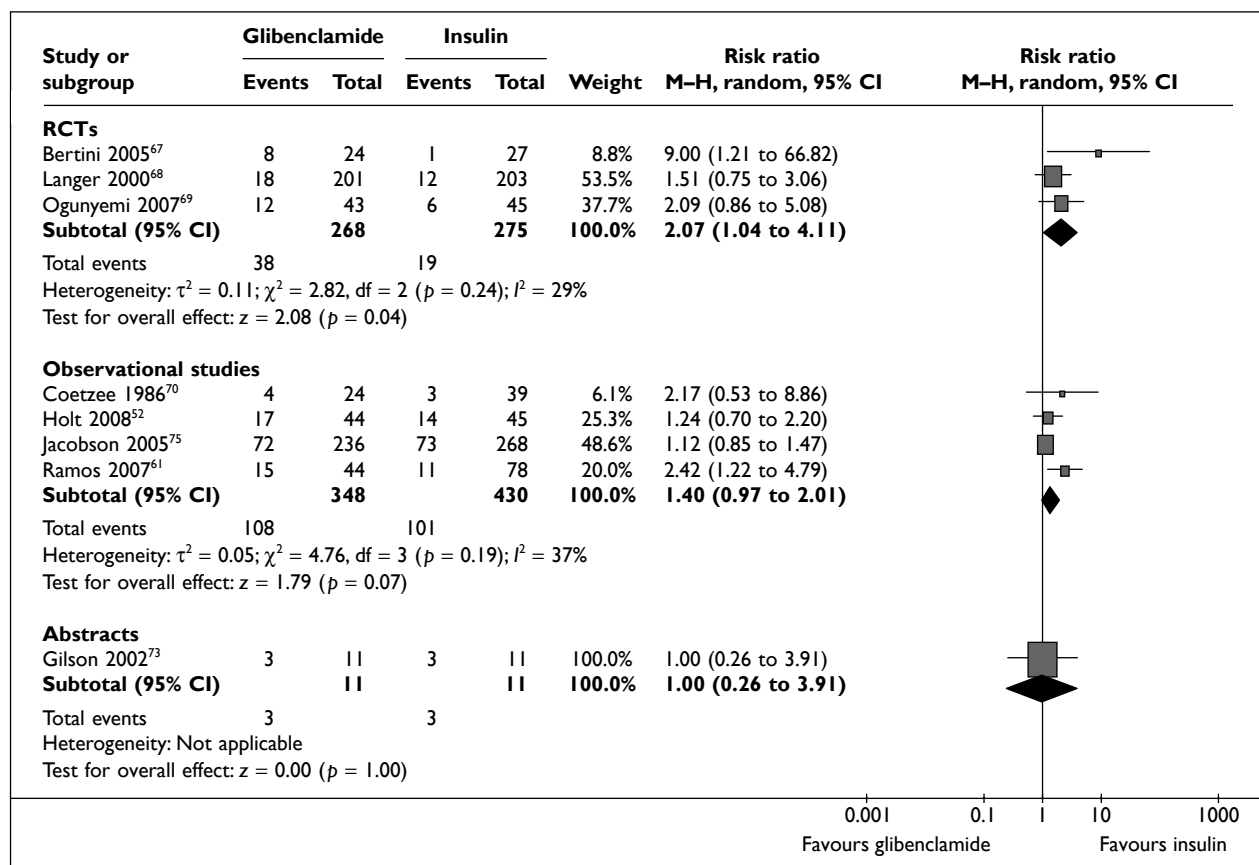 Glibenclamide Insulin
Study or subgroup Events Total Events Total Weight Risk ratio M–H, random, 95% CI Risk ratio M–H, random, 95% CI
RCTs
Bertini 2005⁶⁷ 8 24 1 27 8.8% 9.00 (1.21 to 66.82)
Langer 2000⁶⁸ 18 201 12 203 53.5% 1.51 (0.75 to 3.06)
Ogunyemi 2007⁶⁹ 12 43 6 45 37.7% 2.09 (0.86 to 5.08)
Subtotal (95% CI) 268 275 100.0% 2.07 (1.04 to 4.11)
Total events 38 19
Heterogeneity: τ² = 0.11; χ² = 2.82, df = 2 (p = 0.24); I² = 29%
Test for overall effect: z = 2.08 (p = 0.04)
Observational studies
Coetzee 1986⁷⁰ 4 24 3 39 6.1% 2.17 (0.53 to 8.86)
Holt 2008⁵² 17 44 14 45 25.3% 1.24 (0.70 to 2.20)
Jacobson 2005⁷⁵ 72 236 73 268 48.6% 1.12 (0.85 to 1.47)
Ramos 2007⁶¹ 15 44 11 78 20.0% 2.42 (1.22 to 4.79)
Subtotal (95% CI) 348 430 100.0% 1.40 (0.97 to 2.01)
Total events 108 101
Heterogeneity: τ² = 0.05; χ² = 4.76, df = 3 (p = 0.19); I² = 37%
Test for overall effect: z = 1.79 (p = 0.07)
Abstracts
Gilson 2002⁷³ 3 11 3 11 100.0% 1.00 (0.26 to 3.91)
Subtotal (95% CI) 11 11 100.0% 1.00 (0.26 to 3.91)
Total events 3 3
Heterogeneity: Not applicable
Test for overall effect: z = 0.00 (p = 1.00)
0.001 0.1 1 10 1000
Favours glibenclamide Favours insulin